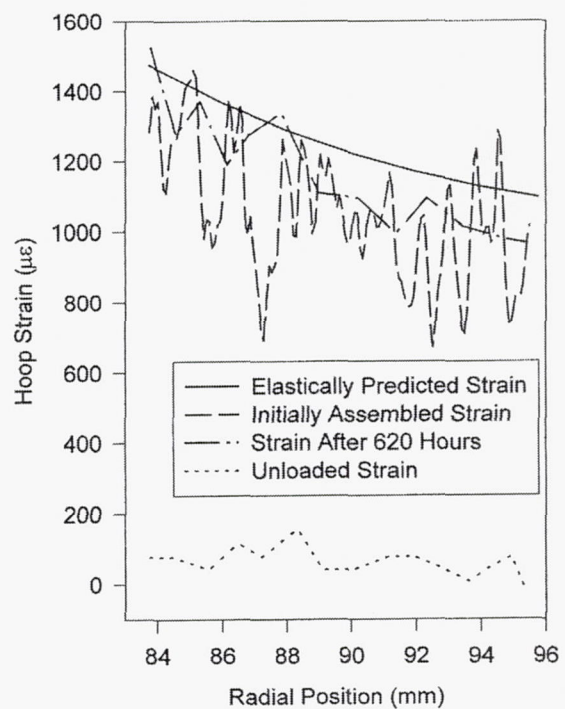 1600
1400
1200
1000
800
600
400
200
0
Hoop Strain (με)
Elastically Predicted Strain
Initially Assembled Strain
Strain After 620 Hours
Unloaded Strain
84 86 88 90 92 94 96
Radial Position (mm)